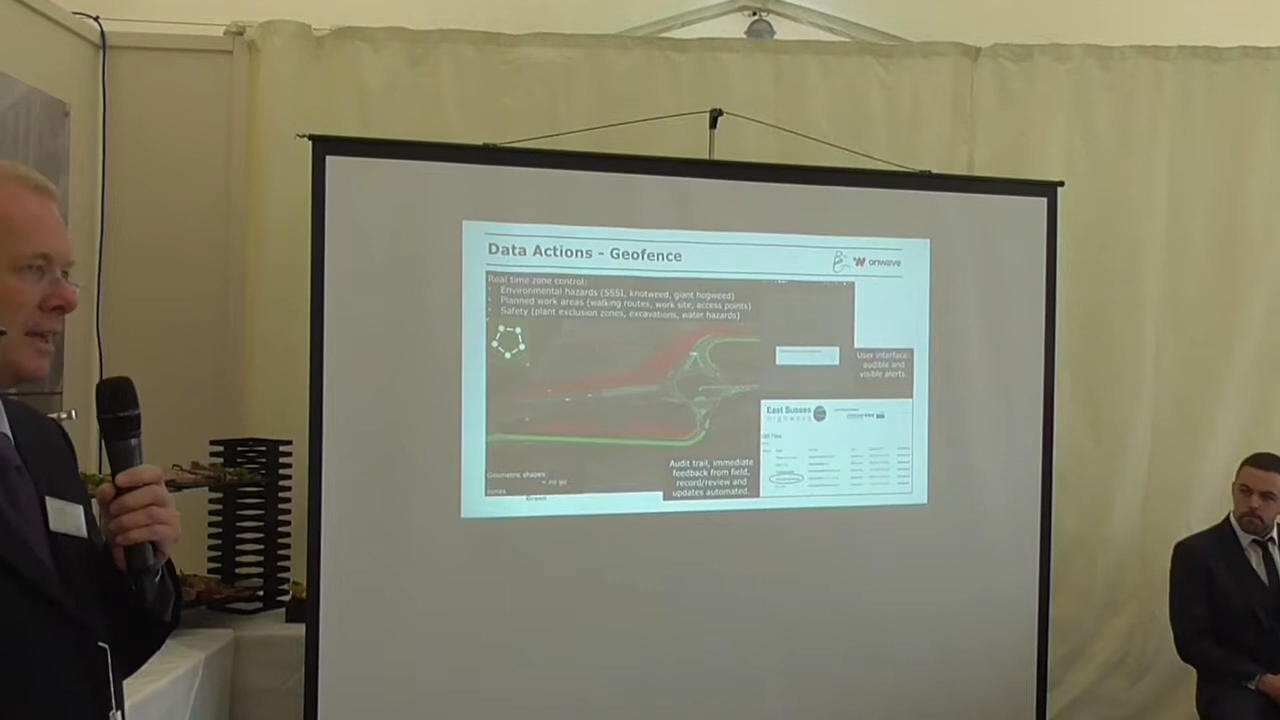 Data Actions - Geofence
onwave
Real time zone control:
• Environmental hazards (SSSI, knotweed, giant hogweed)
• Planned work areas (walking routes, work site, access points)
• Safety (plant exclusion zones, excavations, water hazards)
User interface:
audible and
visible alerts.
East Sussex
highways
Audit trail, immediate
feedback from field,
record/review and
updates automated.
Geometric shapes
= no go
zones
Green